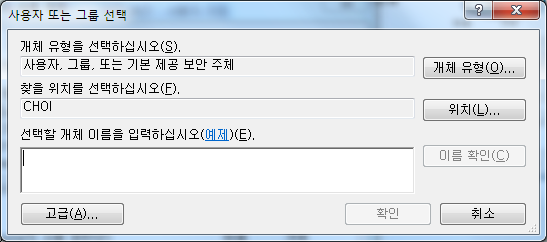 사용자 또는 그룹 선택
개체 유형을 선택하십시오(S).
사용자, 그룹, 또는 기본 제공 보안 주체
개체 유형(O)...
찾을 위치를 선택하십시오(F).
CHOI
위치(L)...
선택할 개체 이름을 입력하십시오(예제)(E).
이름 확인(C)
고급(A)...
확인
취소